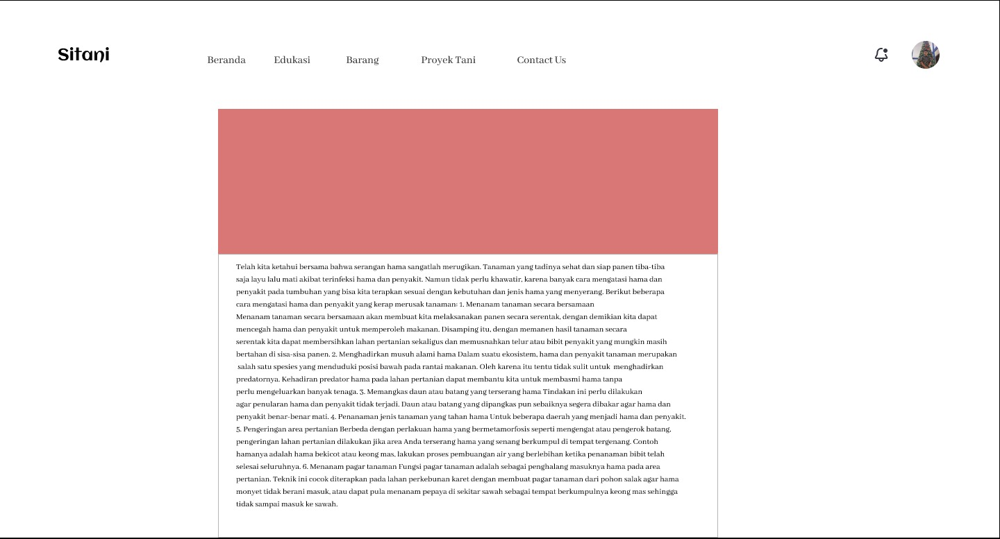 Sitani
Beranda Edukasi Barang Proyek Tani Contact Us
Telah kita ketahui bersama bahwa serangan hama sangatlah merugikan. Tanaman yang tadinya sehat dan siap panen tiba-tiba
saja layu lalu mati akibat terinfeksi hama dan penyakit. Namun tidak perlu khawatir, karena banyak cara mengatasi hama dan
penyakit pada tumbuhan yang bisa kita terapkan sesuai dengan kebutuhan dan jenis hama yang menyerang. Berikut beberapa
cara mengatasi hama dan penyakit yang kerap merusak tanaman: 1. Menanam tanaman secara bersamaan
Menanam tanaman secara bersamaan akan membuat kita melaksanakan panen secara serentak, dengan demikian kita dapat
mencegah hama dan penyakit untuk memperoleh makanan. Disamping itu, dengan memanen hasil tanaman secara
serentak kita dapat membersihkan lahan pertanian sekaligus dan memusnahkan telur atau bibit penyakit yang mungkin masih
bertahan di sisa-sisa panen. 2. Menghadirkan musuh alami hama Dalam suatu ekosistem, hama dan penyakit tanaman merupakan
salah satu spesies yang menduduki posisi bawah pada rantai makanan. Oleh karena itu tentu tidak sulit untuk menghadirkan
predatornya. Kehadiran predator hama pada lahan pertanian dapat membantu kita untuk membasmi hama tanpa
perlu mengeluarkan banyak tenaga. 3. Memangkas daun atau batang yang terserang hama Tindakan ini perlu dilakukan
agar penularan hama dan penyakit tidak terjadi. Daun atau batang yang dipangkas pun sebaiknya segera dibakar agar hama dan
penyakit benar-benar mati. 4. Penanaman jenis tanaman yang tahan hama Untuk beberapa daerah yang menjadi hama dan penyakit.
5. Pengeringan area pertanian Berbeda dengan perlakuan hama yang bermetamorfosis seperti mengengat atau pengerok batang,
pengeringan lahan pertanian dilakukan jika area Anda terserang hama yang senang berkumpul di tempat tergenang. Contoh
hamanya adalah hama bekicot atau keong mas, lakukan proses pembuangan air yang berlebihan ketika penanaman bibit telah
selesai seluruhnya. 6. Menanam pagar tanaman Fungsi pagar tanaman adalah sebagai penghalang masuknya hama pada area
pertanian. Teknik ini cocok diterapkan pada lahan perkebunan karet dengan membuat pagar tanaman dari pohon salak agar hama
monyet tidak berani masuk, atau dapat pula menanam pepaya di sekitar sawah sebagai tempat berkumpulnya keong mas sehingga
tidak sampai masuk ke sawah.